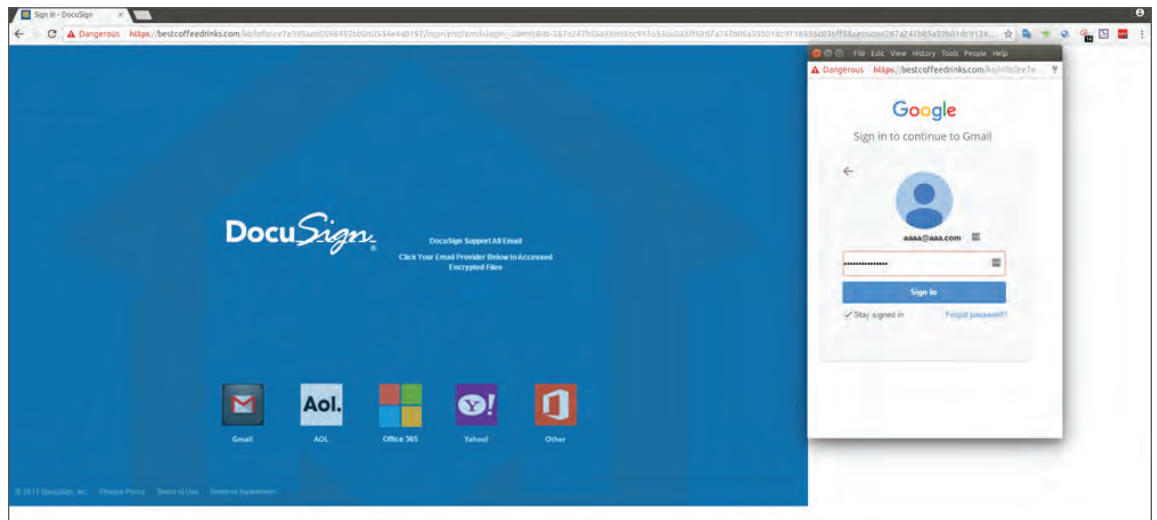 Sign In - DocuSign
Dangerous https://bestcoffeedrinks.com
File Edit View History Tools People Help
Dangerous https://bestcoffeedrinks.com/ko/info/ee7e
Google
Sign in to continue to Gmail
aaaa@aaa.com
Sign in
Stay signed in Forgot password?
DocuSign
DocuSign Support All Email
Click Your Email Provider Below to Accessed
Encrypted Files
Aol.
Gmail AOL Office 365 Yahoo! Other
© 2017 DocuSign, Inc. Privacy Policy Terms of Use